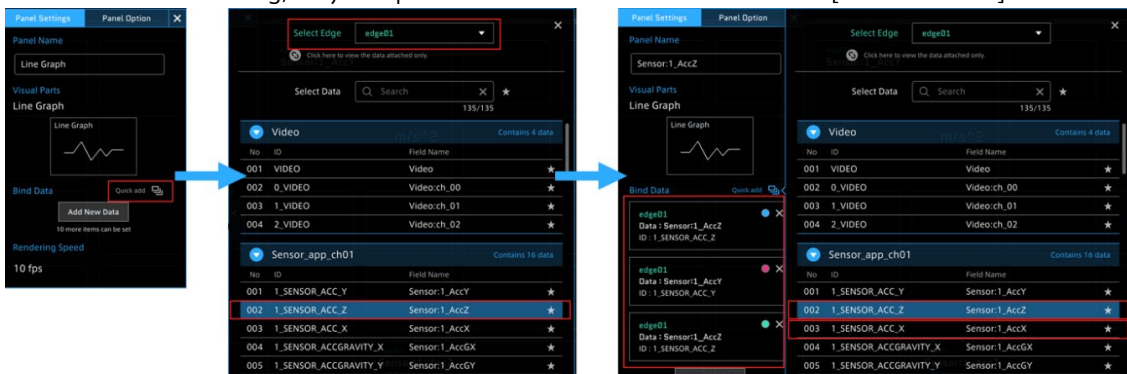 Panel Settings Panel Option
Panel Name
Line Graph
Visual Parts
Line Graph
Line Graph
Bind Data Quick add
Add New Data
10 more items can be set
Rendering Speed
10 fps
Select Edge edge01
Click here to view the data attached only.
Select Data Search
135/135
Video Contains 4 data
No ID Field Name
001 VIDEO Video
002 0_VIDEO Video:ch_00
003 1_VIDEO Video:ch_01
004 2_VIDEO Video:ch_02
Sensor_app_ch01 Contains 16 data
No ID Field Name
001 1_SENSOR_ACC_Y Sensor:1_AccY
002 1_SENSOR_ACC_Z Sensor:1_AccZ
003 1_SENSOR_ACC_X Sensor:1_AccX
004 1_SENSOR_ACCGRAVITY_X Sensor:1_AccGX
005 1_SENSOR_ACCGRAVITY_Y Sensor:1_AccGY
Panel Settings Panel Option
Panel Name
Sensor:1_AccZ
Visual Parts
Line Graph
Line Graph
Bind Data Quick add
edge01
Data : Sensor:1_AccZ
ID : 1_SENSOR_ACC_Z
edge01
Data : Sensor:1_AccY
ID : 1_SENSOR_ACC_Y
edge01
Data : Sensor:1_AccZ
ID : 1_SENSOR_ACC_Z
Select Edge edge01
Click here to view the data attached only.
Select Data Search
135/135
Video Contains 4 data
No ID Field Name
001 VIDEO Video
002 0_VIDEO Video:ch_00
003 1_VIDEO Video:ch_01
004 2_VIDEO Video:ch_02
Sensor_app_ch01 Contains 16 data
No ID Field Name
001 1_SENSOR_ACC_Y Sensor:1_AccY
002 1_SENSOR_ACC_Z Sensor:1_AccZ
003 1_SENSOR_ACC_X Sensor:1_AccX
004 1_SENSOR_ACCGRAVITY_X Sensor:1_AccGX
005 1_SENSOR_ACCGRAVITY_Y Sensor:1_AccGY